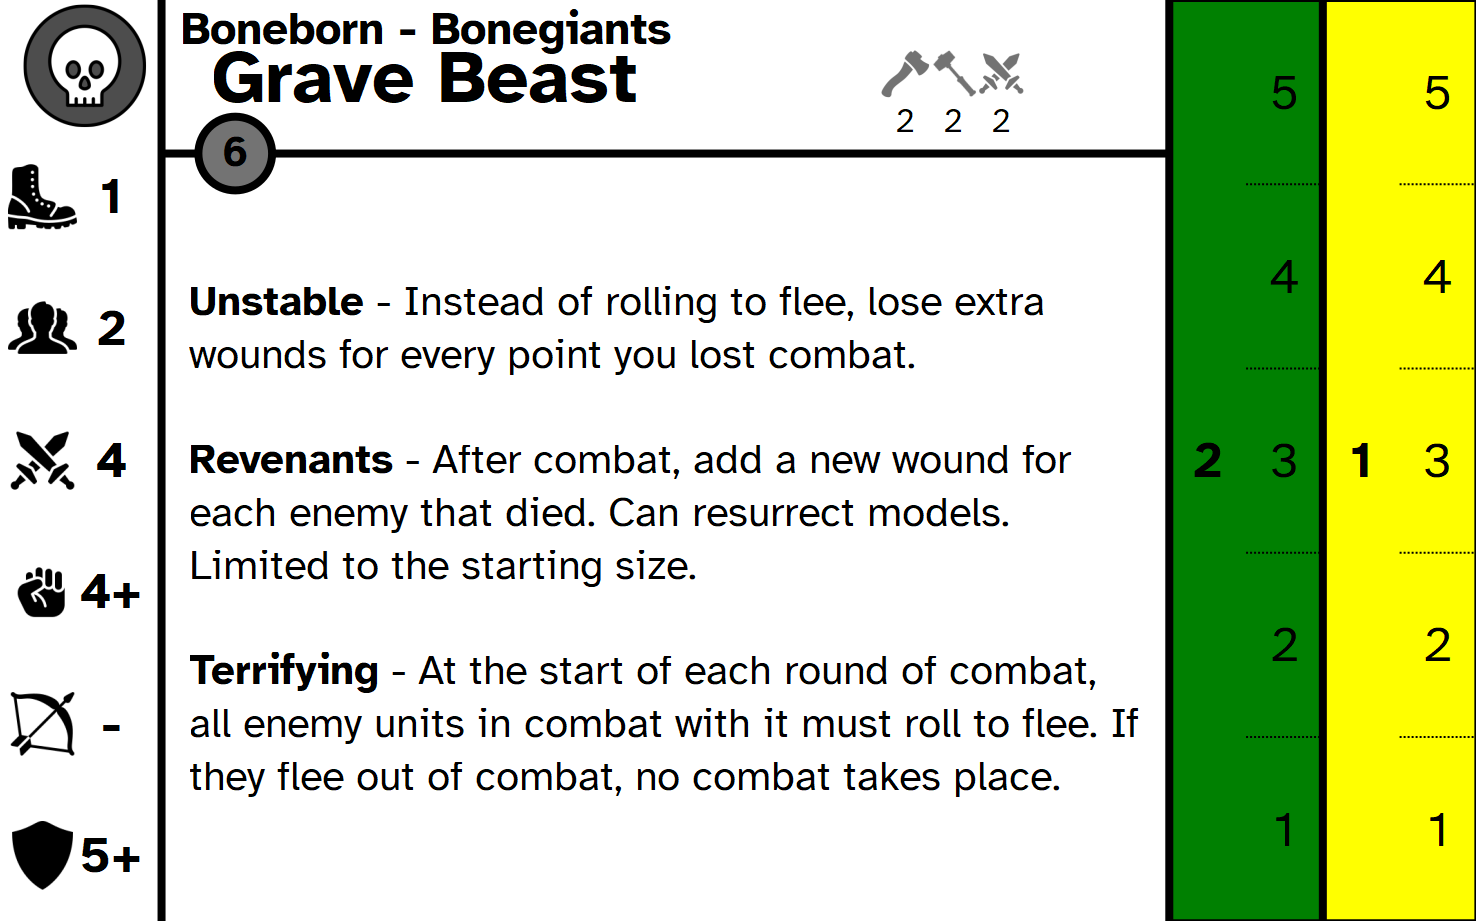 Boneborn - Bonegiants
Grave Beast
2 2 2
6
1
2
4
4+
-
5+
Unstable - Instead of rolling to flee, lose extra
wounds for every point you lost combat.
Revenants - After combat, add a new wound for
each enemy that died. Can resurrect models.
Limited to the starting size.
Terrifying - At the start of each round of combat,
all enemy units in combat with it must roll to flee. If
they flee out of combat, no combat takes place.
2
5
4
3
2
1
1
5
4
3
2
1